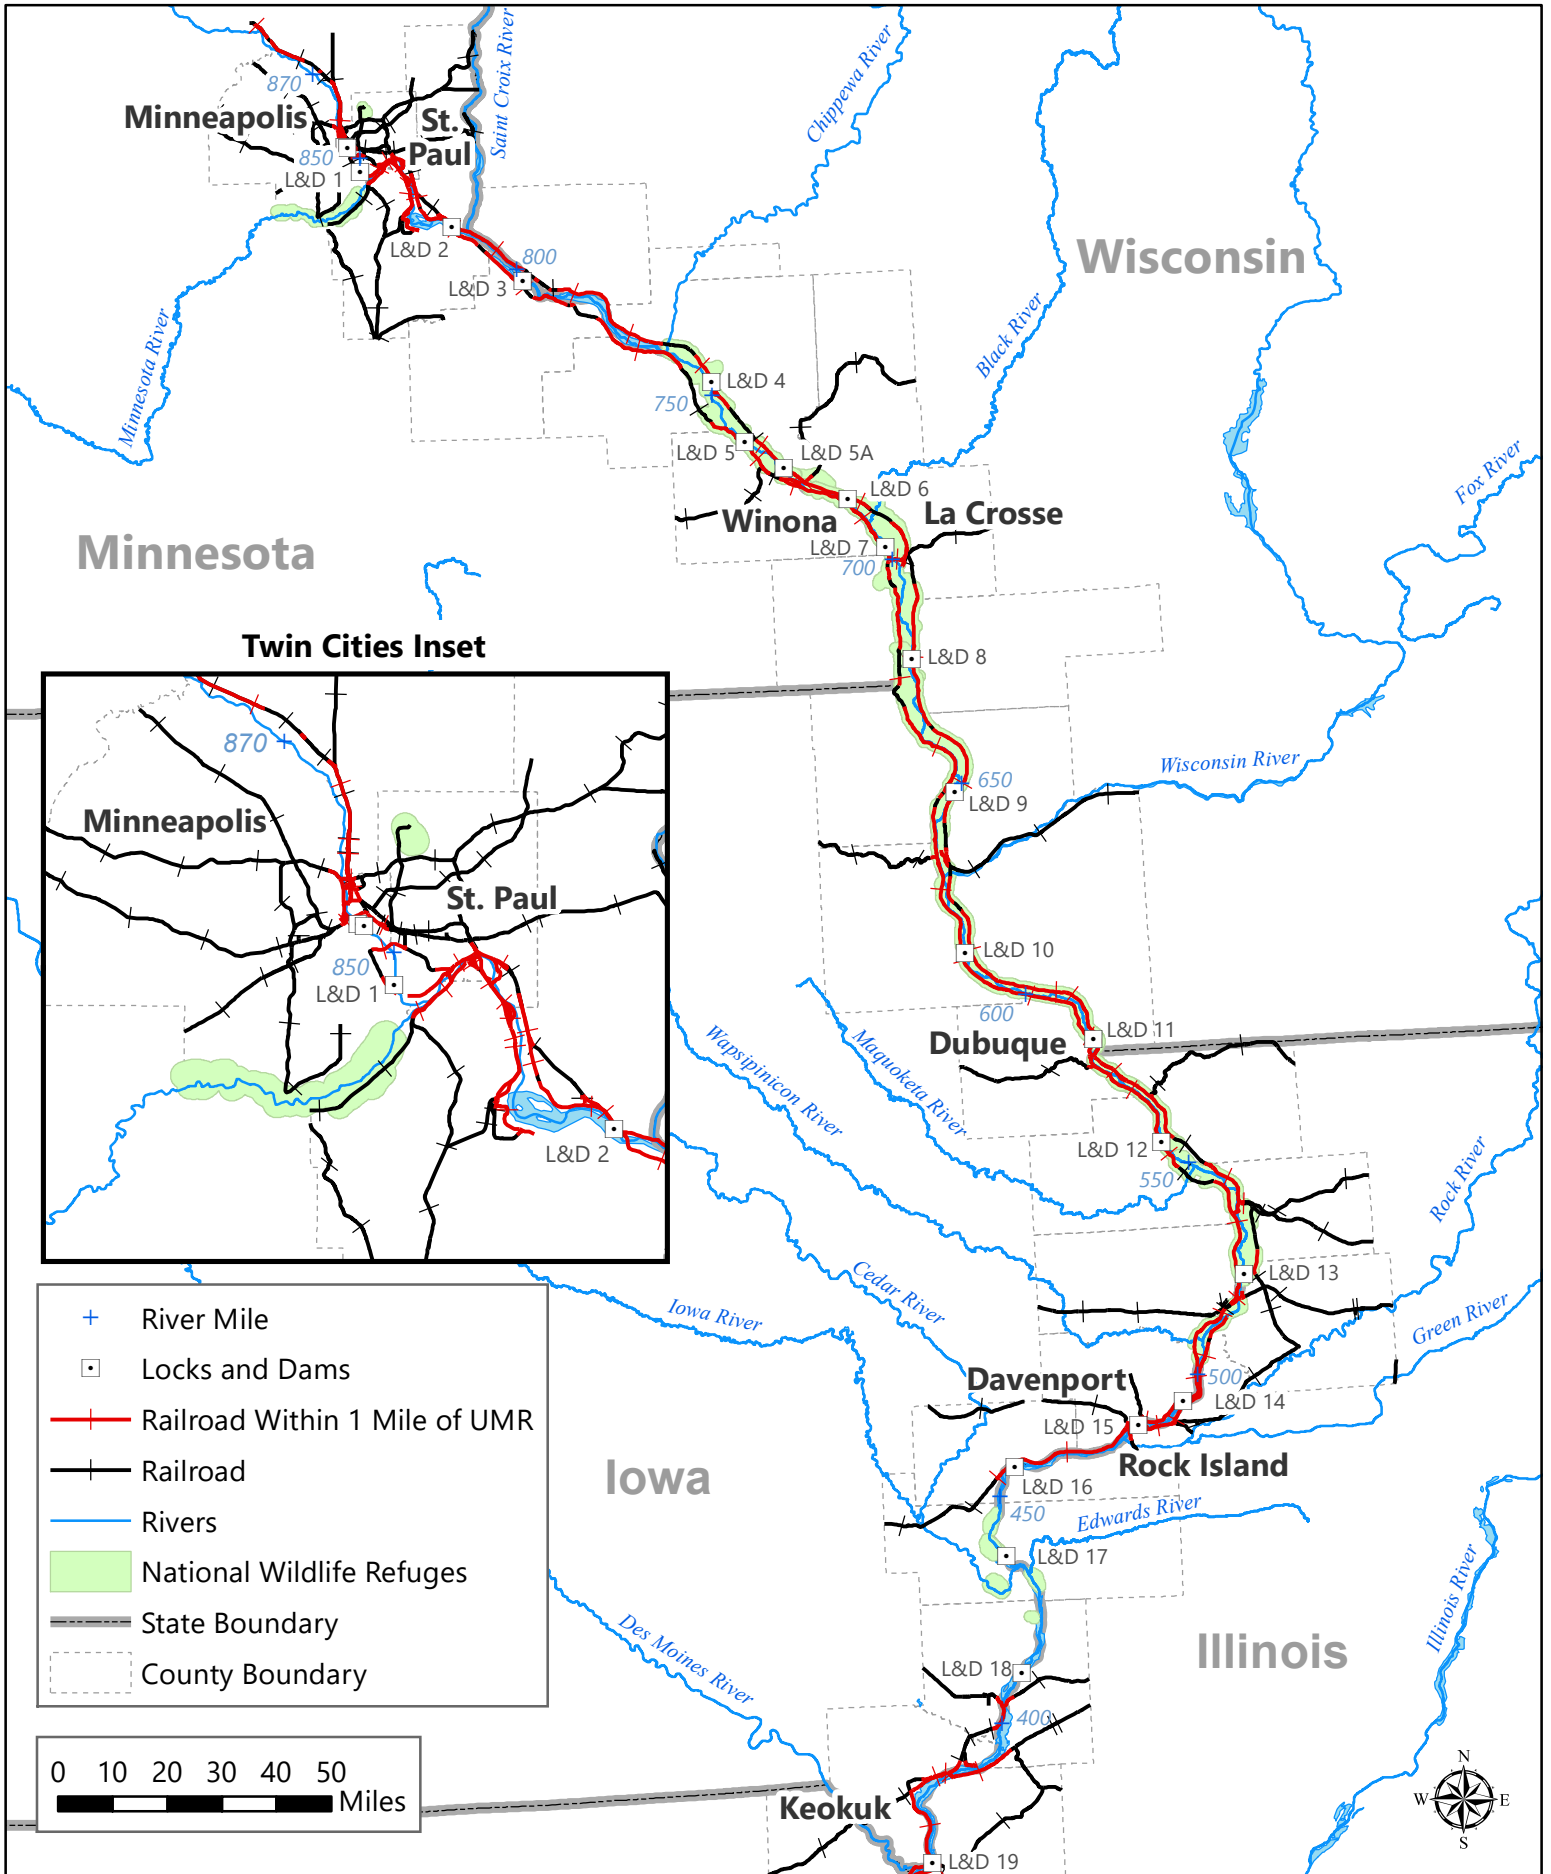 Saint Croix River
Chippewa River
870
Minneapolis
St.
Paul
850
L&D 1
L&D 2
800
L&D 3
Wisconsin
Minnesota River
Black River
L&D 4
750
L&D 5
L&D 5A
L&D 6
Winona
La Crosse
L&D 7
700
Fox River
Minnesota
L&D 8
Twin Cities Inset
870
Minneapolis
St. Paul
850
L&D 1
L&D 2
650
L&D 9
Wisconsin River
L&D 10
600
L&D 11
Dubuque
Wapsipinicon River
Maquoketa River
L&D 12
550
Rock River
L&D 13
Cedar River
Iowa River
Green River
500
Davenport
L&D 14
L&D 15
Rock Island
Iowa
L&D 16
450
Edwards River
L&D 17
Illinois River
Des Moines River
Illinois
L&D 18
400
Keokuk
L&D 19
River Mile
Locks and Dams
Railroad Within 1 Mile of UMR
Railroad
Rivers
National Wildlife Refuges
State Boundary
County Boundary
0 10 20 30 40 50
Miles
N
W E
S